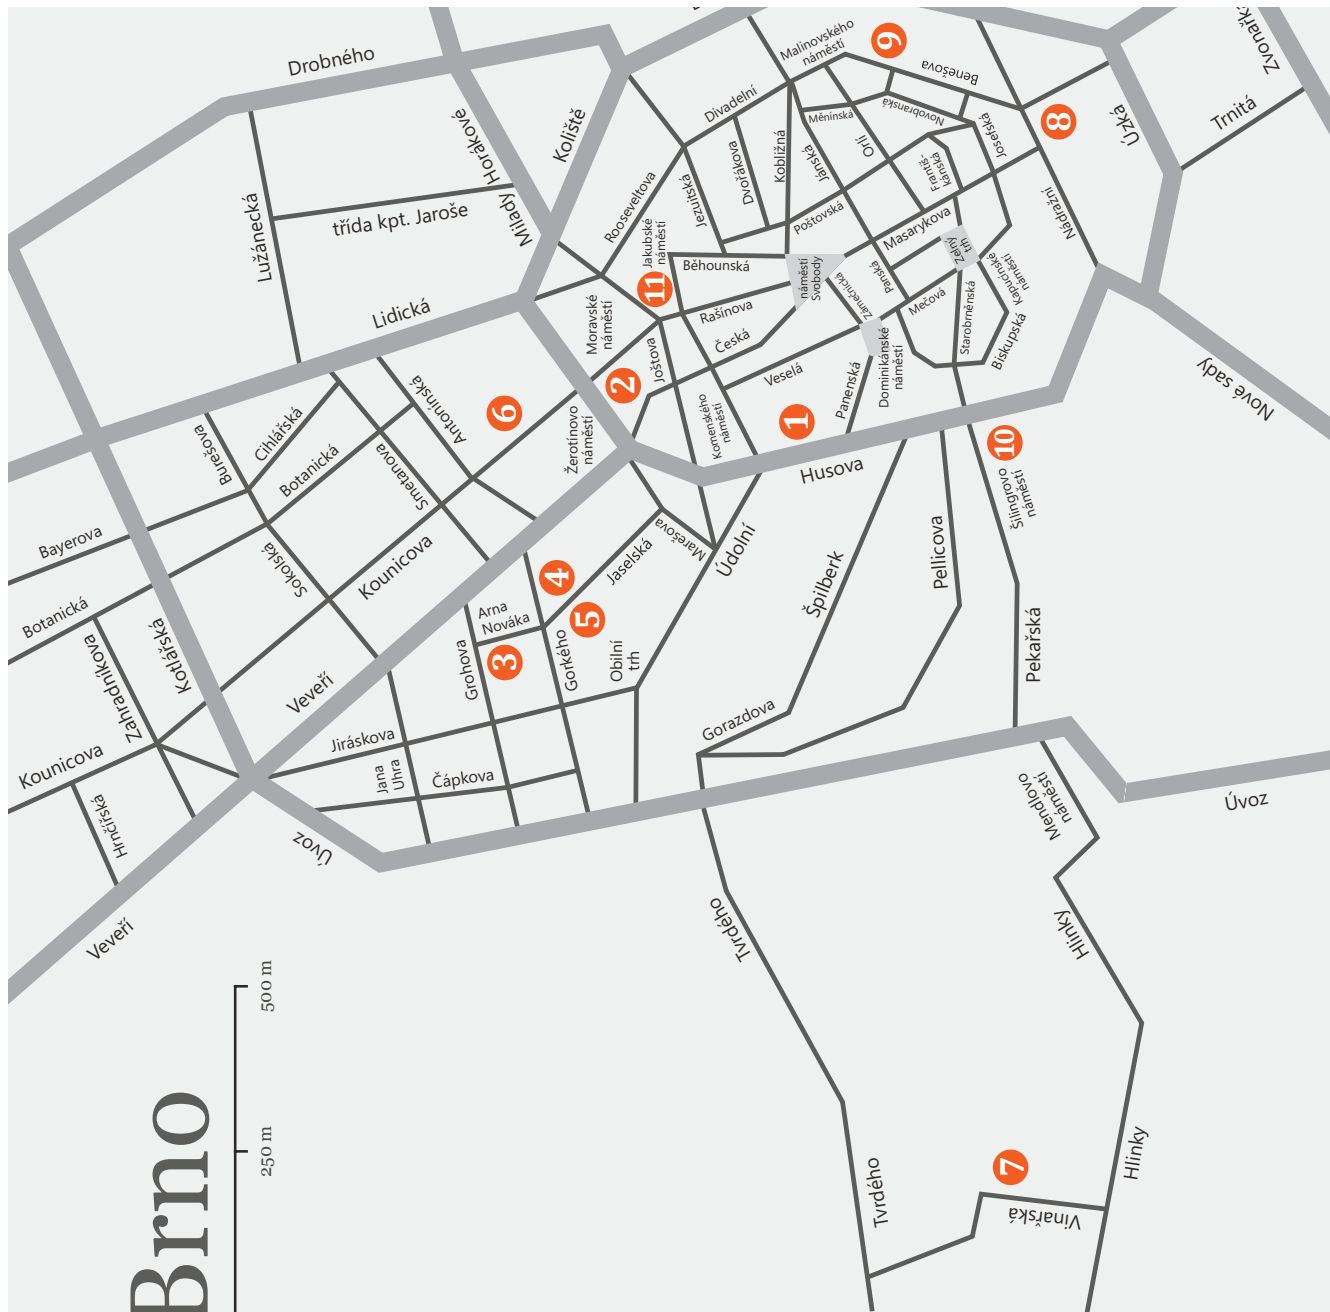 Drobného
Lužánecká
třída kpt. Jaroše
Milady Horákové
Koliště
Lidická
Rooseveltova
Divadelní
Jezuitská
Dvořákova
Kobližná
Malinovského
náměstí
9
Benešova
Měnínská
Novobranská
Jánská
Orlí
Josefská
8
Úzká
Zvonařka
Trnitá
Františ-
kánská
Poštovská
Masarykova
Nádražní
Jakubské
náměstí
Běhounská
11
Rašínova
Česká
náměstí
Svobody
Zámečnická
Panská
Zelný
trh
Mečová
Starobrněnská
Kapucínské
náměstí
Biskupská
Dominikánské
náměstí
Moravské
náměstí
2
Joštova
Veselá
Panenská
Komenského
náměstí
1
Žerotínovo
náměstí
Husova
10
Šilingrovo
náměstí
Nové sady
Antonínská
6
Burešova
Cihlářská
Botanická
Smetanova
Bayerova
Botanická
Sokolská
Kounicova
Zahradníkova
Kotlářská
Veveří
Kounicova
Hrnčířská
Úvoz
Veveří
Jiráskova
Jana
Uhra
Čápkova
Grohova
Arna
Nováka
3
4
5
Gorkého
Jaselská
Marešova
Údolní
Obilní
trh
Špilberk
Pellicova
Pekařská
Gorazdova
Mendlovo
náměstí
Úvoz
Tvrdého
Hlinky
Tvrdého
7
Vinařská
Hlinky
Brno
250 m
500 m